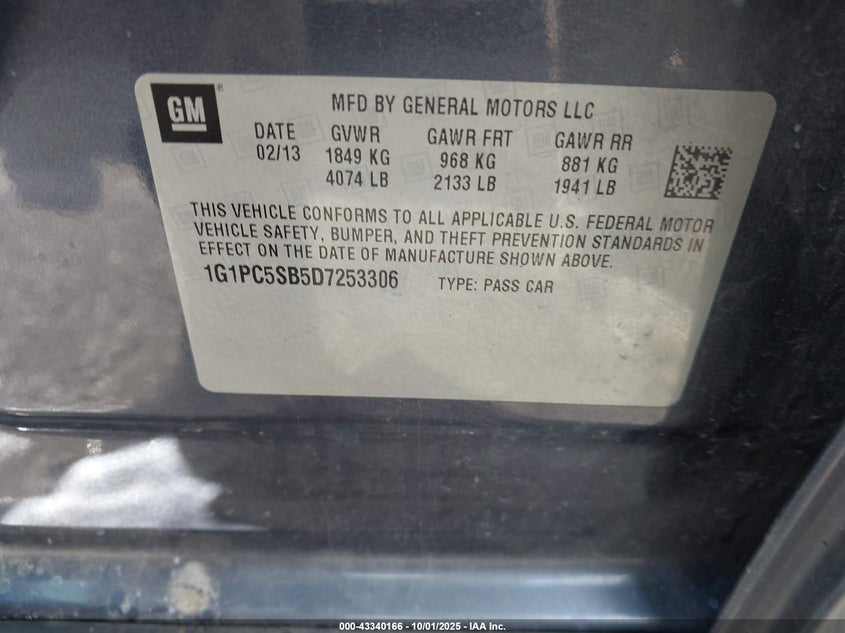 GM
MFD BY GENERAL MOTORS LLC
DATE GVWR GAWR FRT GAWR RR
02/13 1849 KG 968 KG 881 KG
4074 LB 2133 LB 1941 LB
THIS VEHICLE CONFORMS TO ALL APPLICABLE U.S. FEDERAL MOTOR
VEHICLE SAFETY, BUMPER, AND THEFT PREVENTION STANDARDS IN
EFFECT ON THE DATE OF MANUFACTURE SHOWN ABOVE.
1G1PC5SB5D7253306 TYPE: PASS CAR
000-43340166 - 10/01/2025 - IAA Inc.